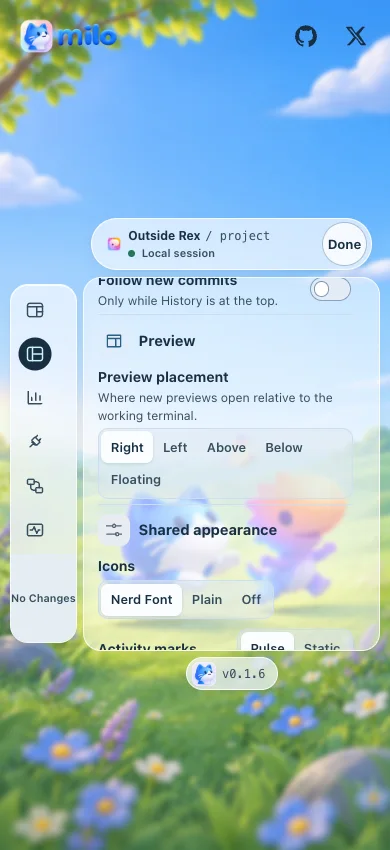 milo
Outside Rex / project
Local session
Done
Follow new commits
Only while History is at the top.
Preview
Preview placement
Where new previews open relative to the
working terminal.
Right Left Above Below
Floating
Shared appearance
Icons
Nerd Font Plain Off
Activity marks Pulse Static
No Changes
v0.1.6